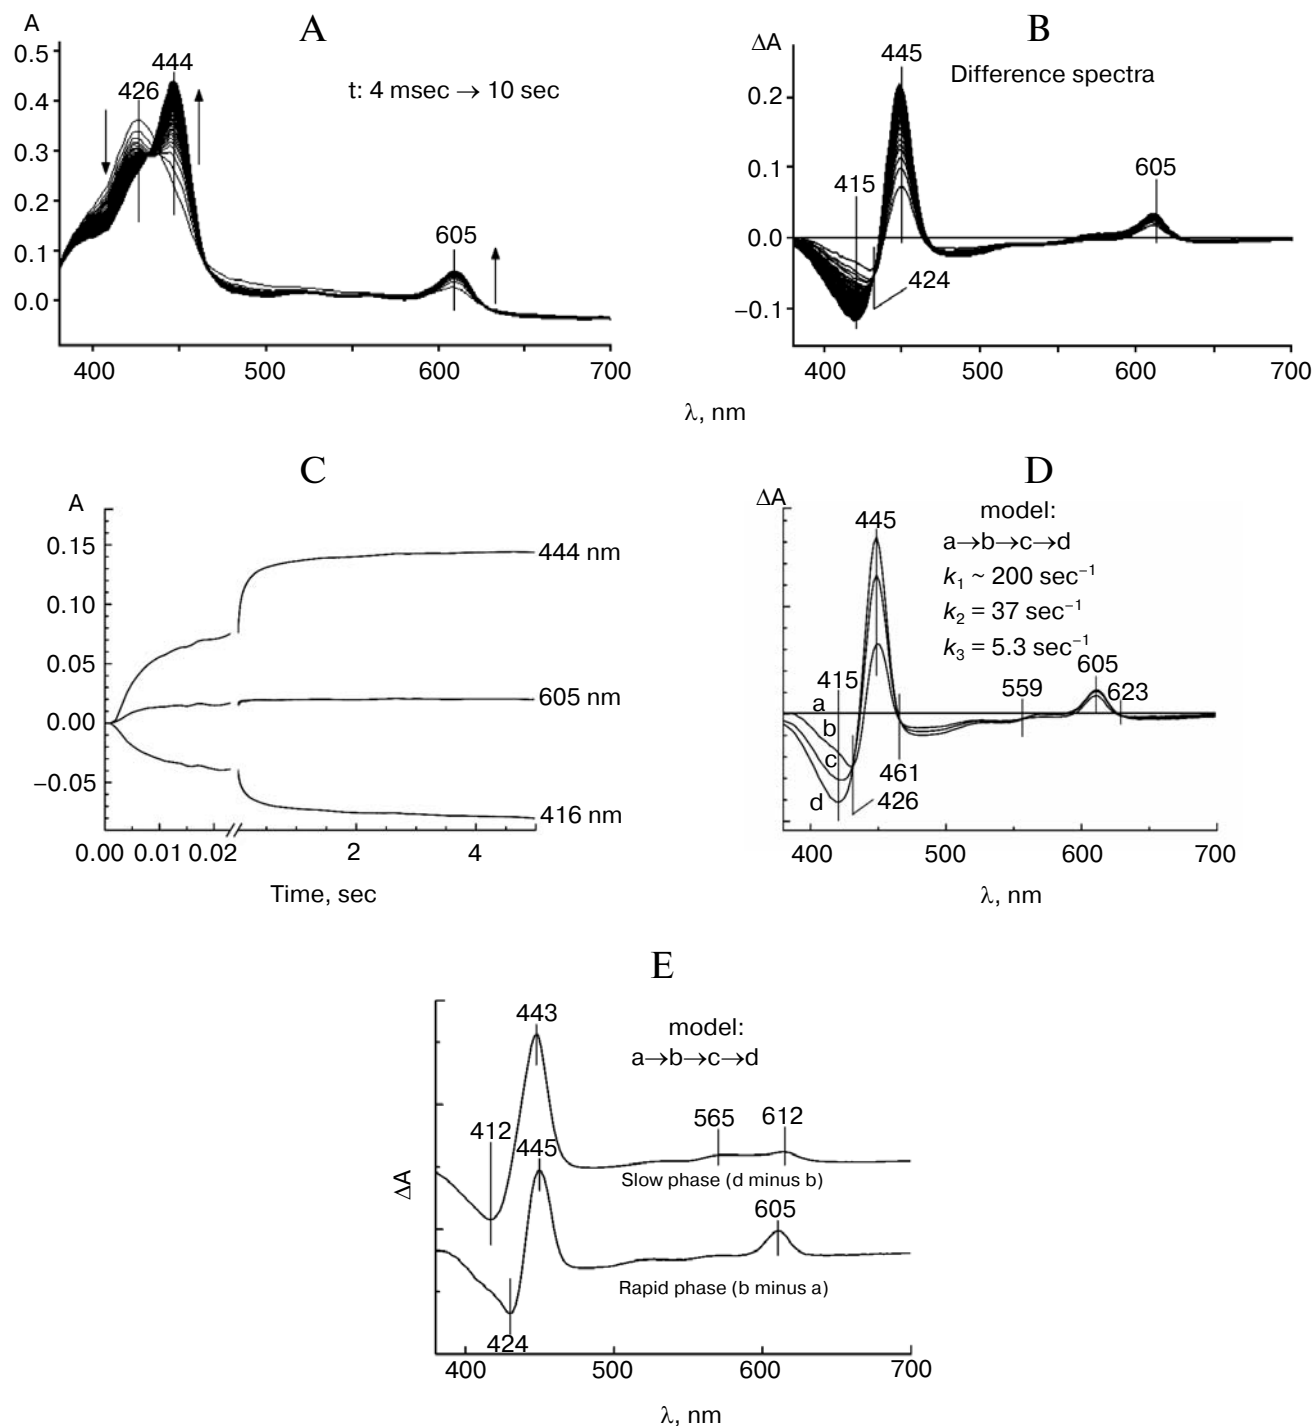 A
A
0.5
0.4
0.3
0.2
0.1
0.0
426
444
t: 4 msec → 10 sec
605
400
500
600
700
B
ΔA
0.2
0.1
0.0
−0.1
445
Difference spectra
415
605
424
400
500
600
700
λ, nm
C
A
0.15
0.10
0.05
0.00
−0.05
444 nm
605 nm
416 nm
0.00
0.01
0.02
2
4
Time, sec
D
ΔA
model:
445
a→b→c→d
k1 ~ 200 sec−1
k2 = 37 sec−1
k3 = 5.3 sec−1
415
559
605
623
a
b
c
d
461
426
400
500
600
700
λ, nm
E
ΔA
443
model:
a→b→c→d
412
445
565
612
Slow phase (d minus b)
605
Rapid phase (b minus a)
424
400
500
600
700
λ, nm